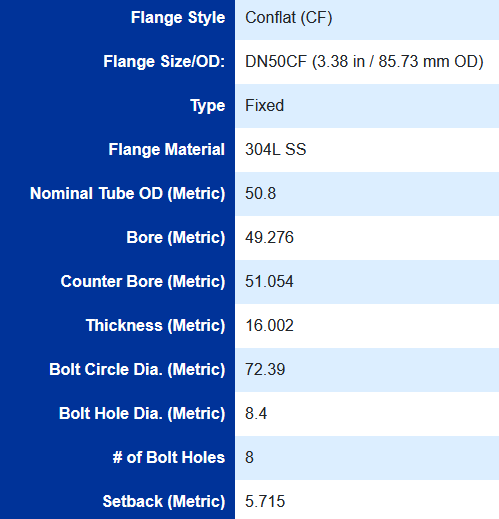 Flange Style Conflat (CF)
Flange Size/OD: DN50CF (3.38 in / 85.73 mm OD)
Type Fixed
Flange Material 304L SS
Nominal Tube OD (Metric) 50.8
Bore (Metric) 49.276
Counter Bore (Metric) 51.054
Thickness (Metric) 16.002
Bolt Circle Dia. (Metric) 72.39
Bolt Hole Dia. (Metric) 8.4
# of Bolt Holes 8
Setback (Metric) 5.715